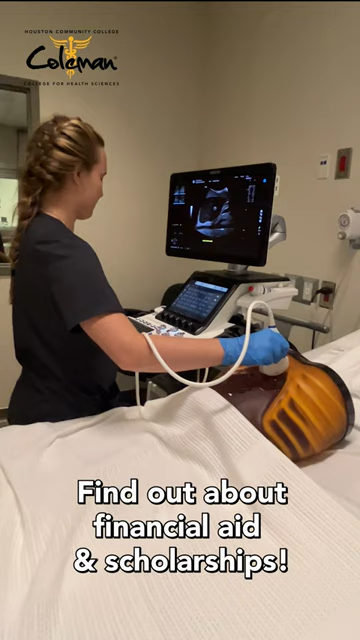 HOUSTON COMMUNITY COLLEGE
Coleman
COLLEGE FOR HEALTH SCIENCES
Find out about
financial aid
& scholarships!